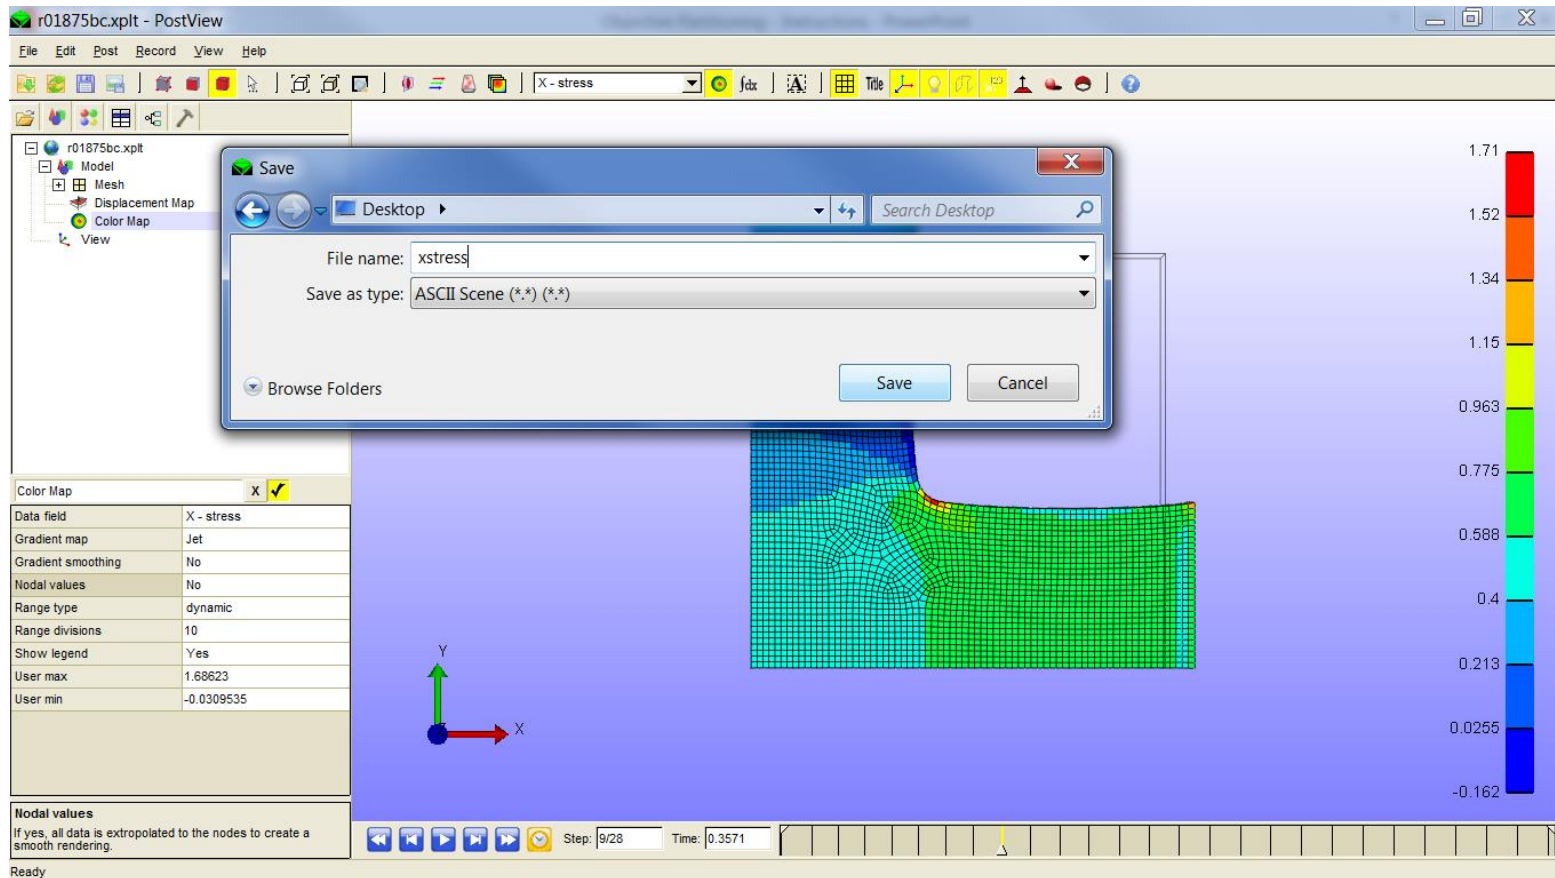 r01875bc.xplt - PostView
File Edit Post Record View Help
X - stress
∫dx
A
Title
r01875bc.xplt
Model
Mesh
Displacement Map
Color Map
View
Save
Desktop
Search Desktop
File name: xstress
Save as type: ASCII Scene (*.*) (*.*)
Browse Folders
Save Cancel
1.71
1.52
1.34
1.15
0.963
0.775
0.588
0.4
0.213
0.0255
-0.162
Color Map X
Data field X - stress
Gradient map Jet
Gradient smoothing No
Nodal values No
Range type dynamic
Range divisions 10
Show legend Yes
User max 1.68623
User min -0.0309535
Y
X
Nodal values
If yes, all data is extropolated to the nodes to create a
smooth rendering.
Step: 9/28 Time: 0.3571
Ready